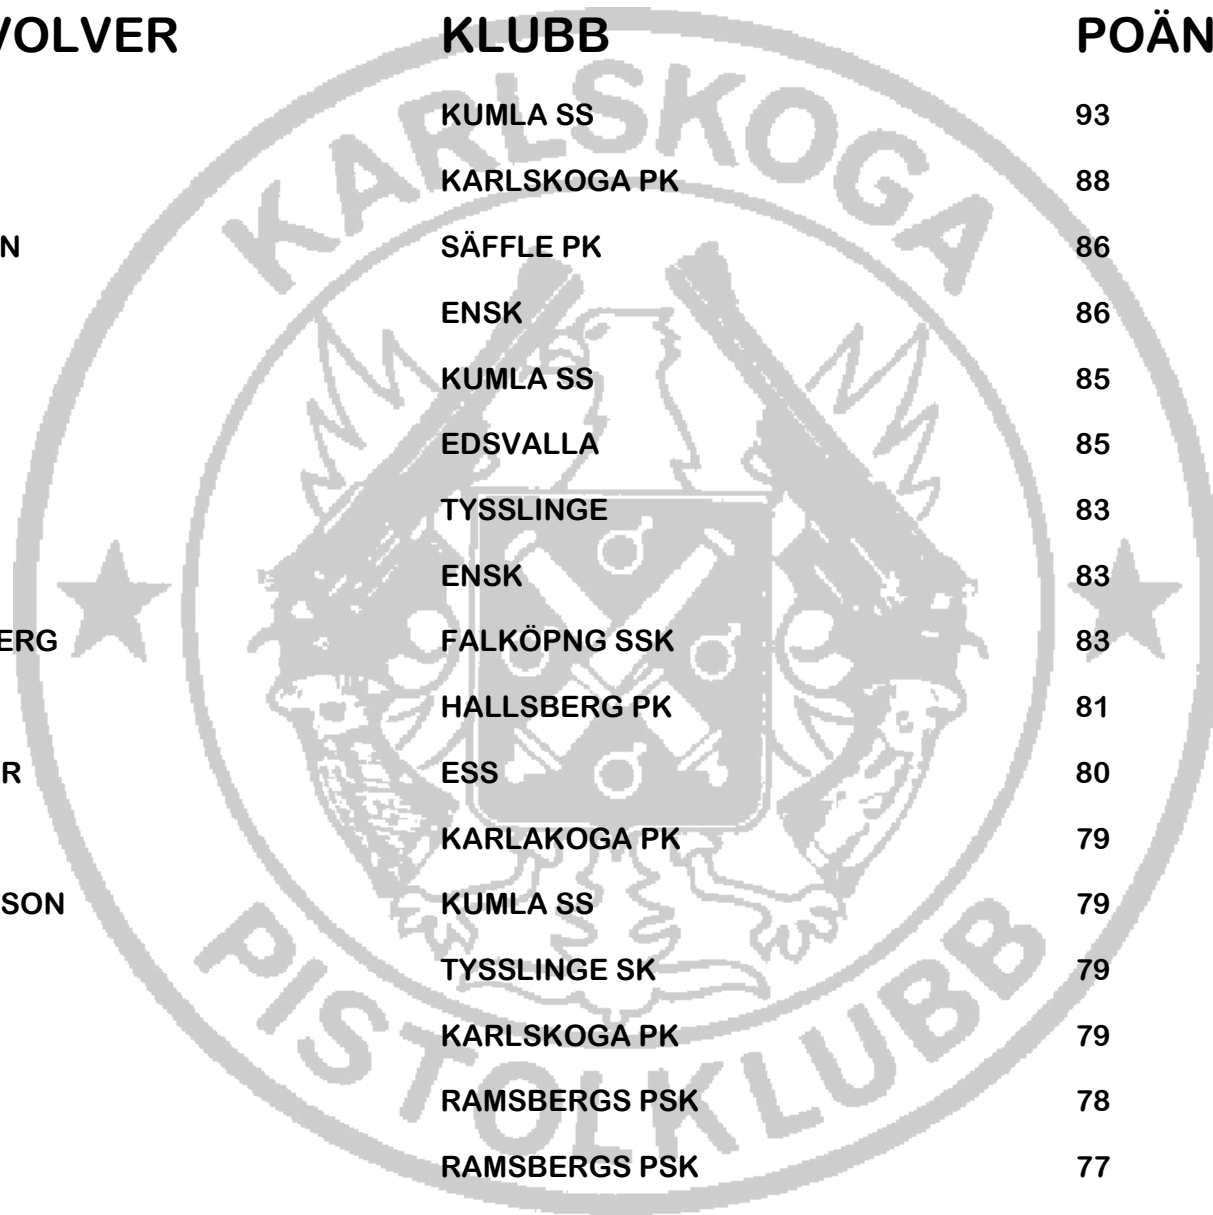 VOLVER KLUBB POÄN
KUMLA SS 93
KARLSKOGA PK 88
N SÄFFLE PK 86
ENSK 86
KUMLA SS 85
EDSVALLA 85
TYSSLINGE 83
ENSK 83
ERG FALKÖPNG SSK 83
HALLSBERG PK 81
R ESS 80
KARLAKOGA PK 79
SON KUMLA SS 79
TYSSLINGE SK 79
KARLSKOGA PK 79
RAMSBERGS PSK 78
RAMSBERGS PSK 77
KARLSKOGA
PISTOLKLUBB